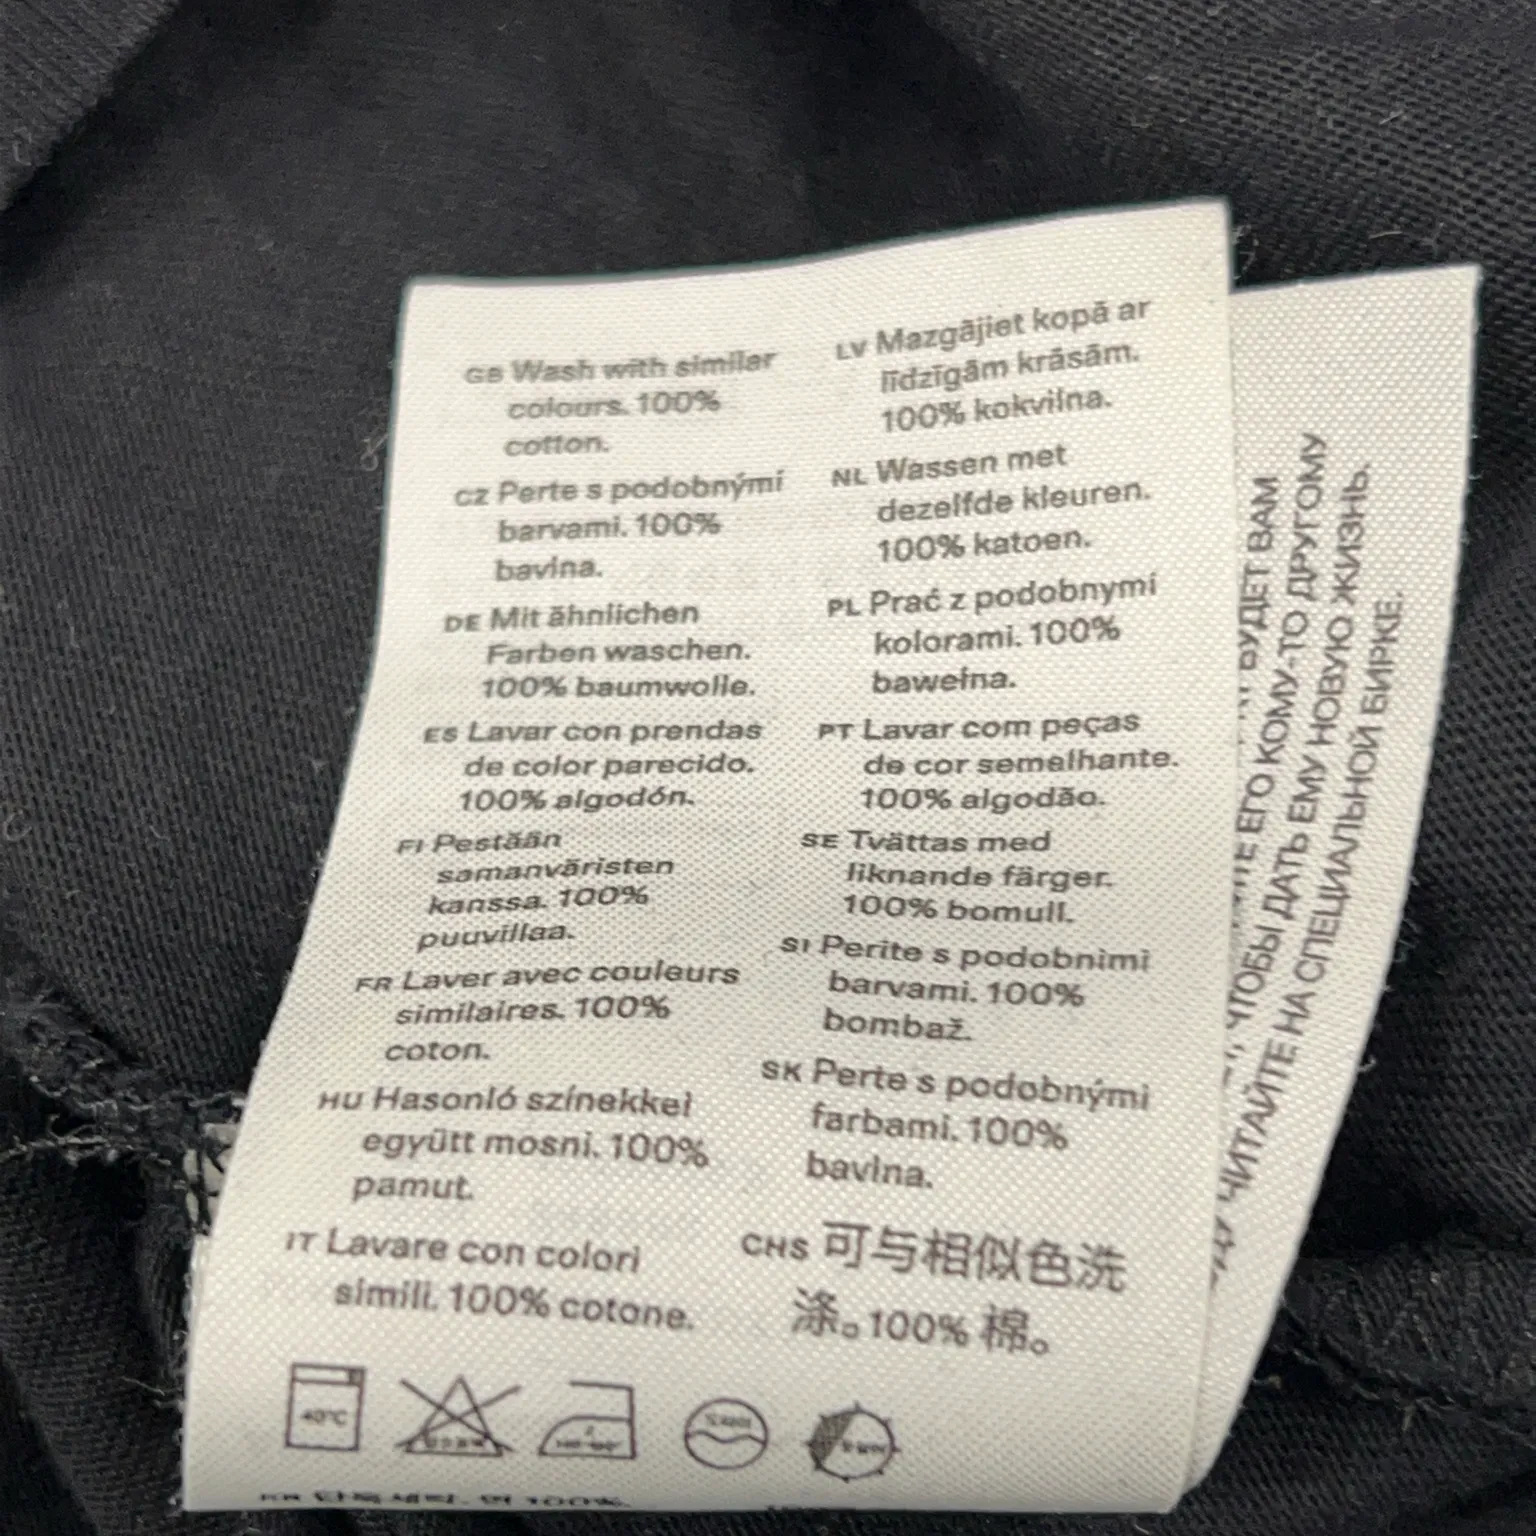 GB Wash with similar
colours. 100%
cotton.
CZ Perte s podobnými
barvami. 100%
bavlna.
DE Mit ähnlichen
Farben waschen.
100% baumwolle.
ES Lavar con prendas
de color parecido.
100% algodón.
FI Pestään
samanväristen
kanssa. 100%
puuvillaa.
FR Laver avec couleurs
similaires. 100%
coton.
HU Hasonló színekkel
együtt mosni. 100%
pamut.
IT Lavare con colori
simili. 100% cotone.
LV Mazgājiet kopā ar
līdzīgām krāsām.
100% kokvilna.
NL Wassen met
dezelfde kleuren.
100% katoen.
PL Prać z podobnymi
kolorami. 100%
bawełna.
PT Lavar com peças
de cor semelhante.
100% algodão.
SE Tvättas med
liknande färger.
100% bomull.
SI Perite s podobnimi
barvami. 100%
bombaž.
SK Perte s podobnými
farbami. 100%
bavlna.
CHS 可与相似色洗
涤。100% 棉。
40°C
100%.
БУДЕТ ВАМ
ЕГО КОМУ-ТО ДРУГОМУ
, ЧТОБЫ ДАТЬ ЕМУ НОВУЮ ЖИЗНЬ.
ЧИТАЙТЕ НА СПЕЦИАЛЬНОЙ БИРКЕ.